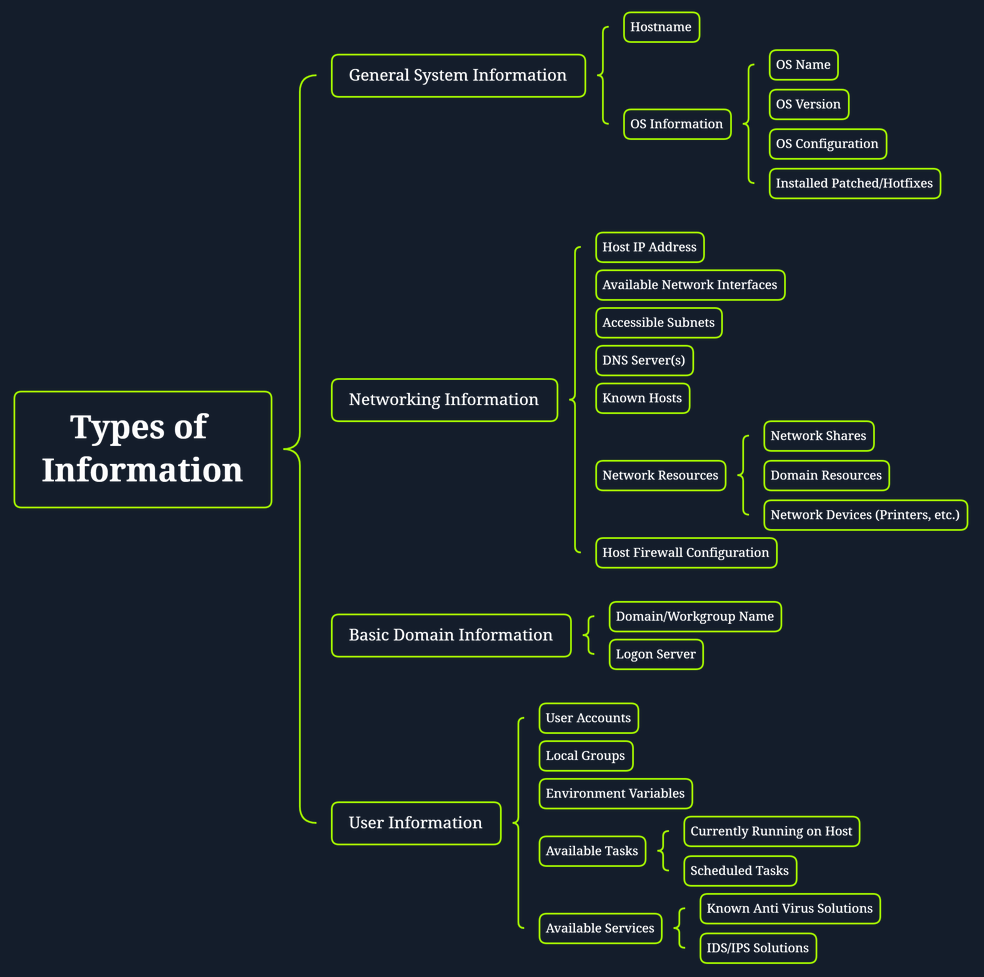 Types of
Information
General System Information
Hostname
OS Information
OS Name
OS Version
OS Configuration
Installed Patched/Hotfixes
Networking Information
Host IP Address
Available Network Interfaces
Accessible Subnets
DNS Server(s)
Known Hosts
Network Resources
Network Shares
Domain Resources
Network Devices (Printers, etc.)
Host Firewall Configuration
Basic Domain Information
Domain/Workgroup Name
Logon Server
User Information
User Accounts
Local Groups
Environment Variables
Available Tasks
Currently Running on Host
Scheduled Tasks
Available Services
Known Anti Virus Solutions
IDS/IPS Solutions